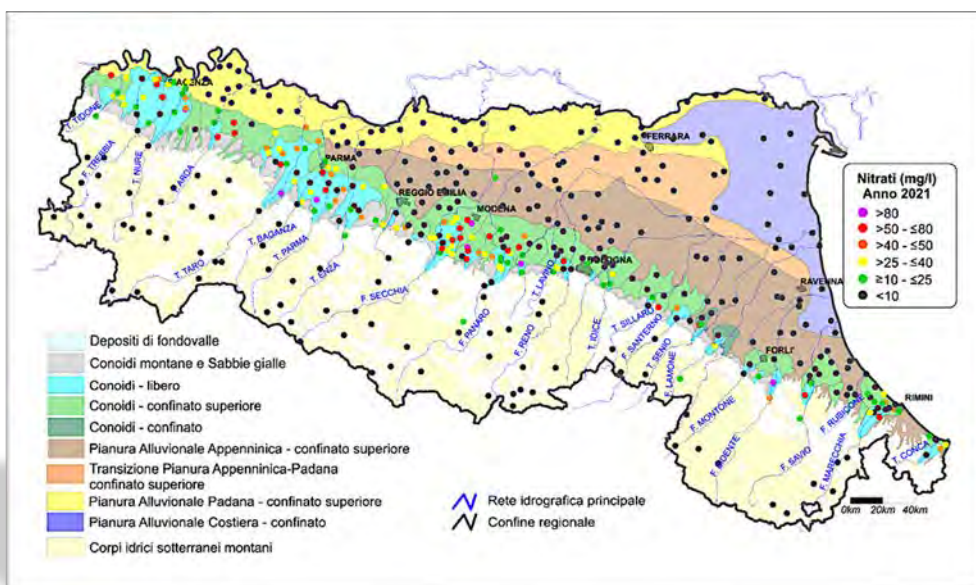 PIACENZA
T. TIDONE
F. TREBBIA
T. NURE
T. ARDA
PARMA
REGGIO EMILIA
MODENA
FERRARA
BOLOGNA
RAVENNA
FORLI'
RIMINI
T. TARO
T. BAGANZA
T. PARMA
T. ENZA
F. SECCHIA
F. PANARO
F. RENO
T. LAVINO
T. IDICE
T. SILLARO
F. SANTERNO
T. SENIO
F. LAMONE
F. MONTONE
F. BIDENTE
F. SAVIO
F. MARECCHIA
F. RUBICONE
T. CONCA
Nitrati (mg/l)
Anno 2021
>80
>50 - ≤80
>40 - ≤50
>25 - ≤40
≥10 - ≤25
<10
Depositi di fondovalle
Conoidi montane e Sabbie gialle
Conoidi - libero
Conoidi - confinato superiore
Conoidi - confinato
Pianura Alluvionale Appenninica - confinato superiore
Transizione Pianura Appenninica-Padana
confinato superiore
Pianura Alluvionale Padana - confinato superiore
Pianura Alluvionale Costiera - confinato
Corpi idrici sotterranei montani
Rete idrografica principale
Confine regionale
0km 20km 40km